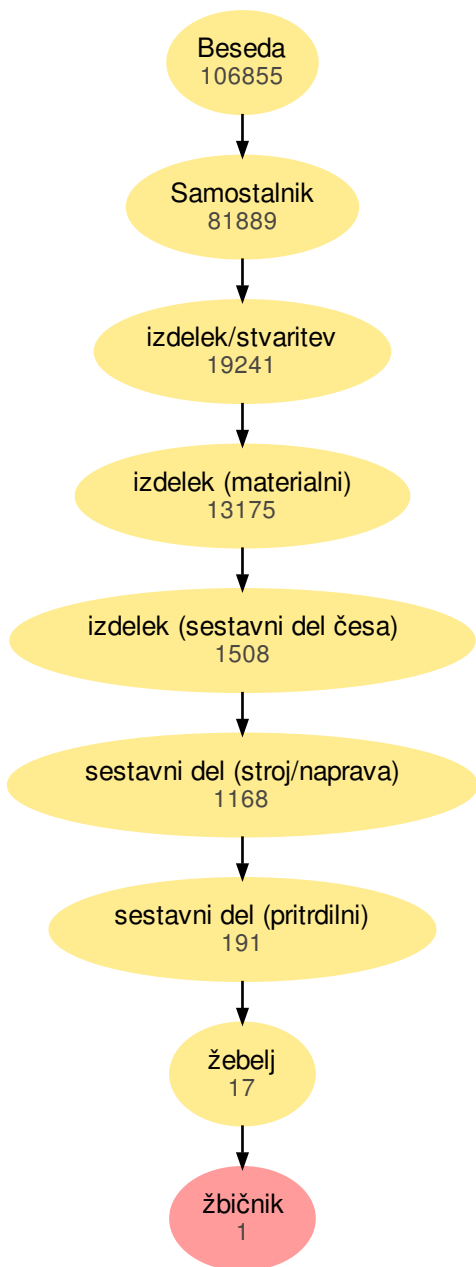 Beseda
106855
Samostalnik
81889
izdelek/stvaritev
19241
izdelek (materialni)
13175
izdelek (sestavni del česa)
1508
sestavni del (stroj/naprava)
1168
sestavni del (pritrdilni)
191
žebelj
17
žbičnik
1